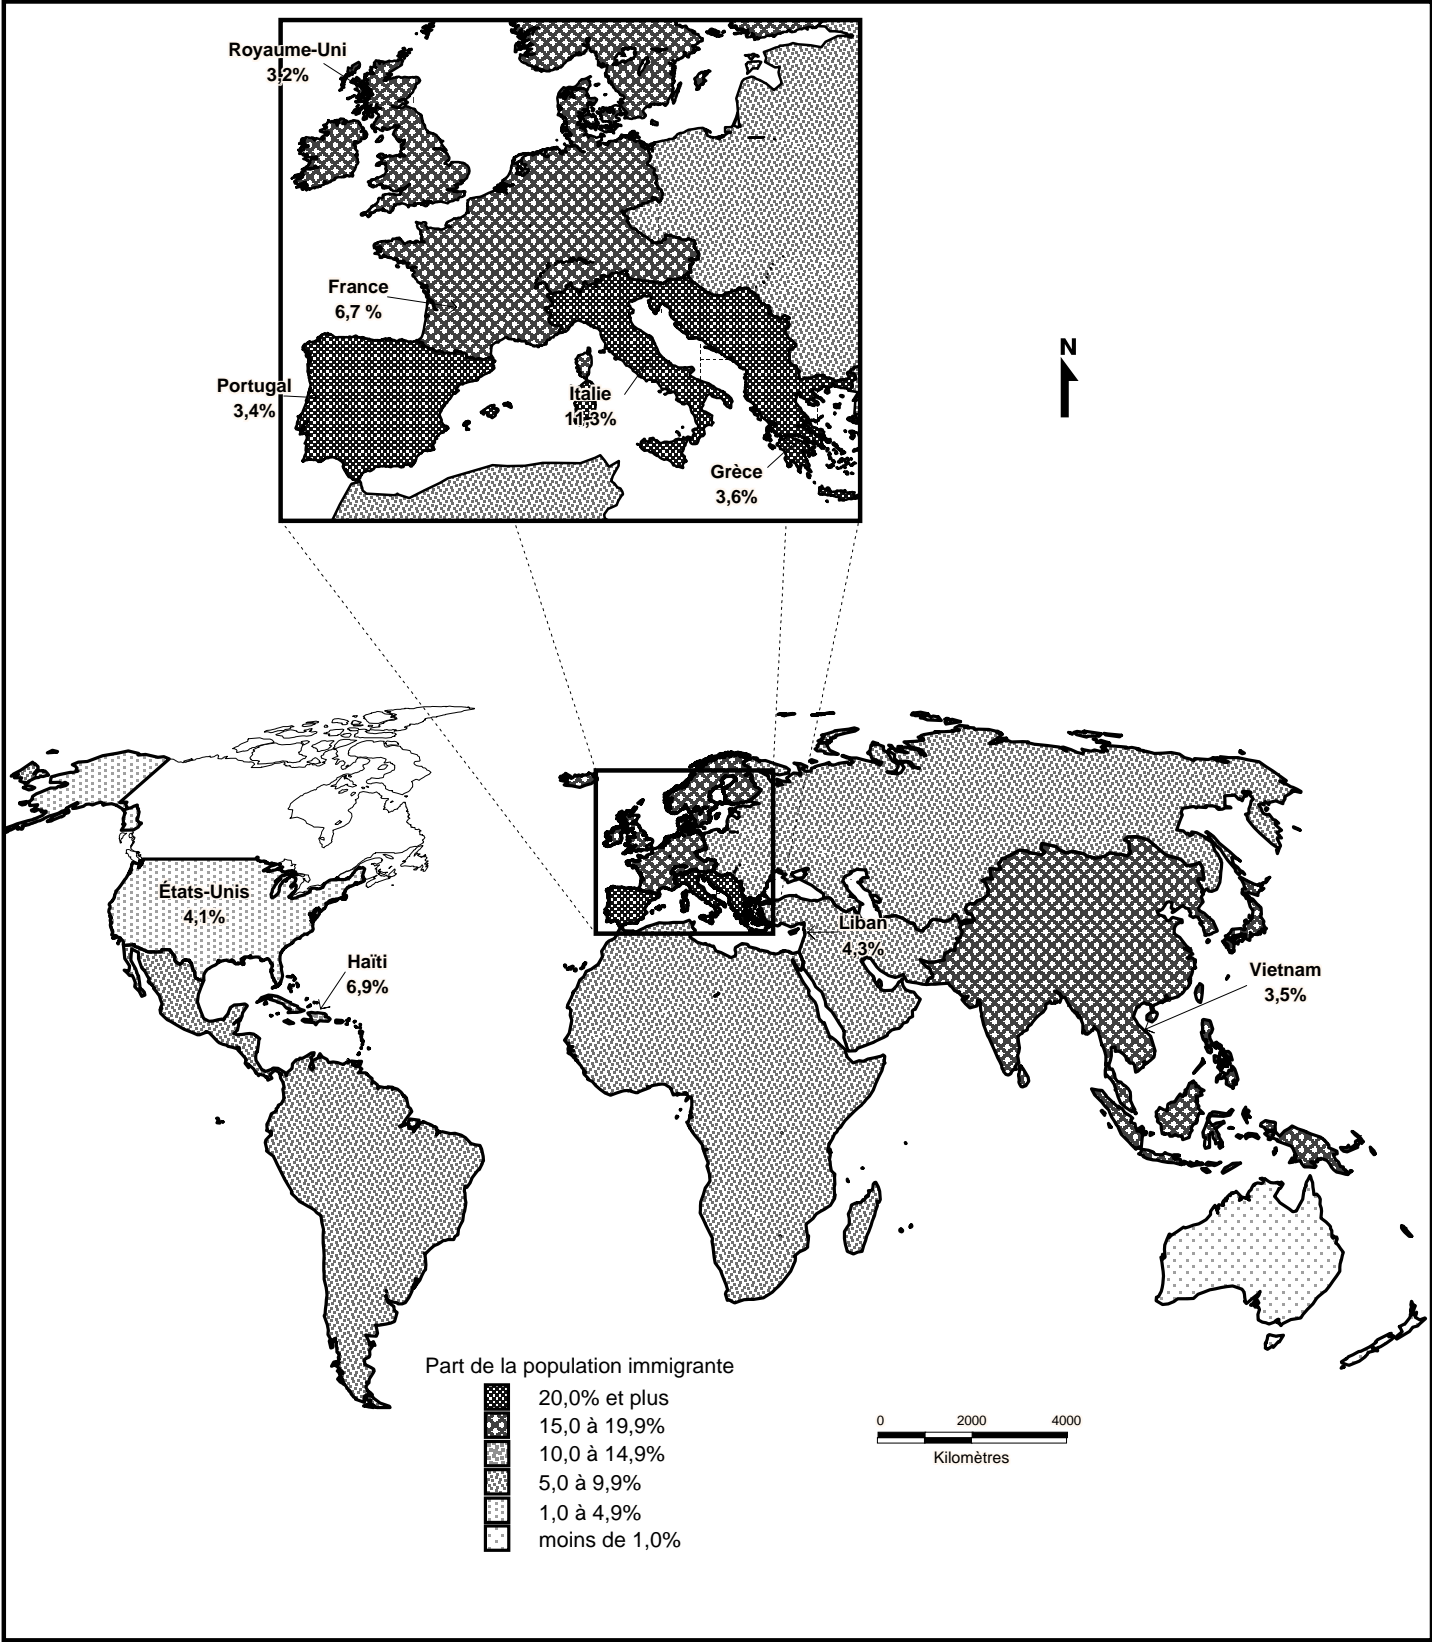 Royaume-Uni
3,2%
France
6,7 %
Portugal
3,4%
Italie
11,3%
Grèce
3,6%
N
États-Unis
4,1%
Haïti
6,9%
Liban
4,3%
Vietnam
3,5%
Part de la population immigrante
20,0% et plus
15,0 à 19,9%
10,0 à 14,9%
5,0 à 9,9%
1,0 à 4,9%
moins de 1,0%
0 2000 4000
Kilomètres